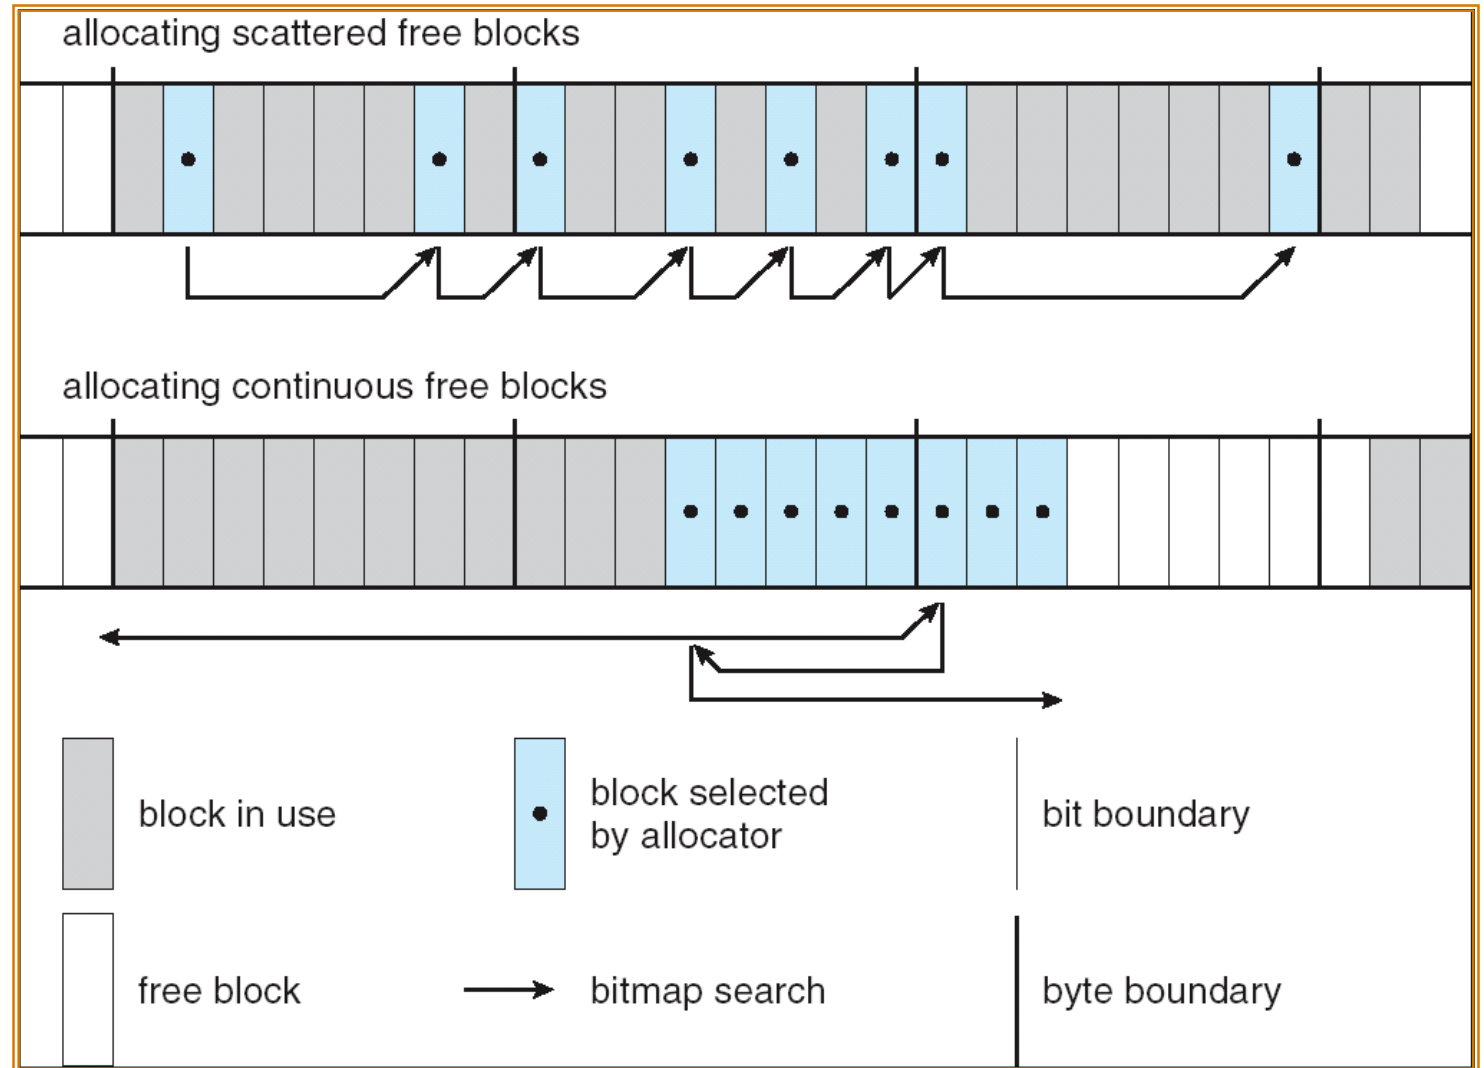 allocating scattered free blocks
allocating continuous free blocks
block in use
block selected
by allocator
bit boundary
free block
bitmap search
byte boundary